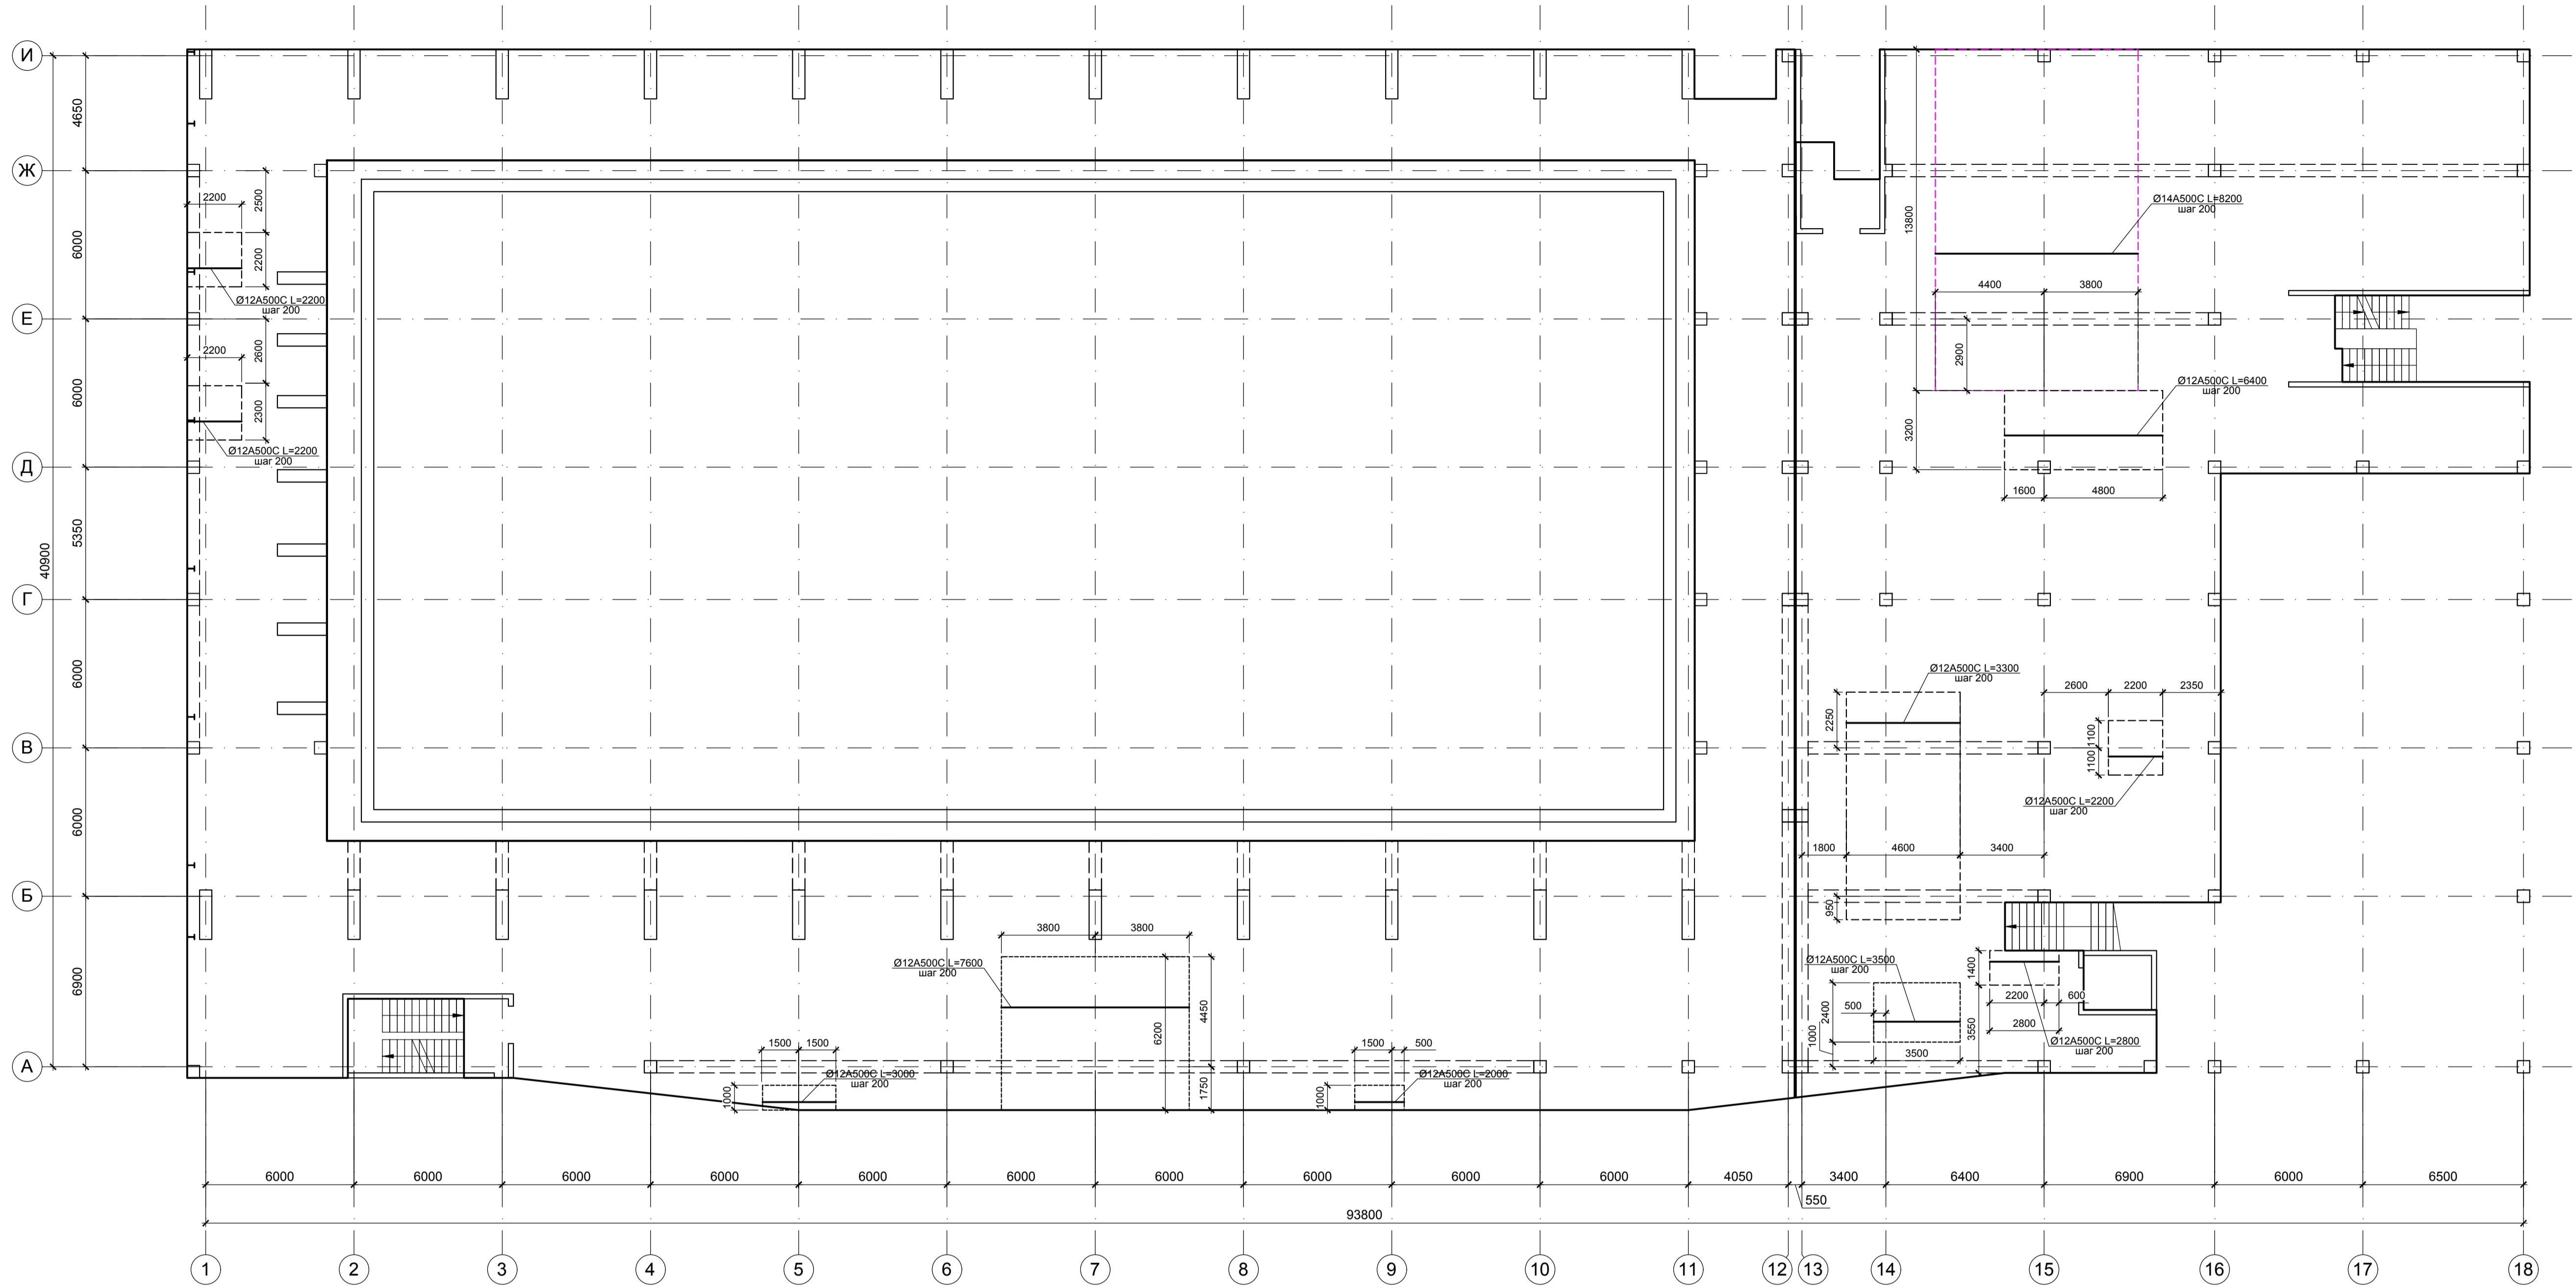 И
Ж
Е
Д
Г
В
Б
А
4650
6000
6000
5350
6000
6000
6900
40900
2200
2500
2200
Ø12А500С L=2200
шаг 200
2200
2600
2300
Ø12А500С L=2200
шаг 200
13800
Ø14А500С L=8200
шаг 200
4400
3800
2900
Ø12А500С L=6400
шаг 200
3200
1600
4800
Ø12А500С L=3300
шаг 200
2250
2600
2200
2350
1100
1100
Ø12А500С L=2200
шаг 200
1800
4600
3400
950
3800
3800
Ø12А500С L=7600
шаг 200
4450
6200
1750
1500
1500
Ø12А500С L=3000
шаг 200
1000
1500
500
Ø12А500С L=2000
шаг 200
1000
Ø12А500С L=3500
шаг 200
500
2400
1000
3500
1400
3550
2200
600
2800
Ø12А500С L=2800
шаг 200
6000
6000
6000
6000
6000
6000
6000
6000
6000
6000
4050
550
3400
6400
6900
6000
6500
93800
1
2
3
4
5
6
7
8
9
10
11
12
13
14
15
16
17
18